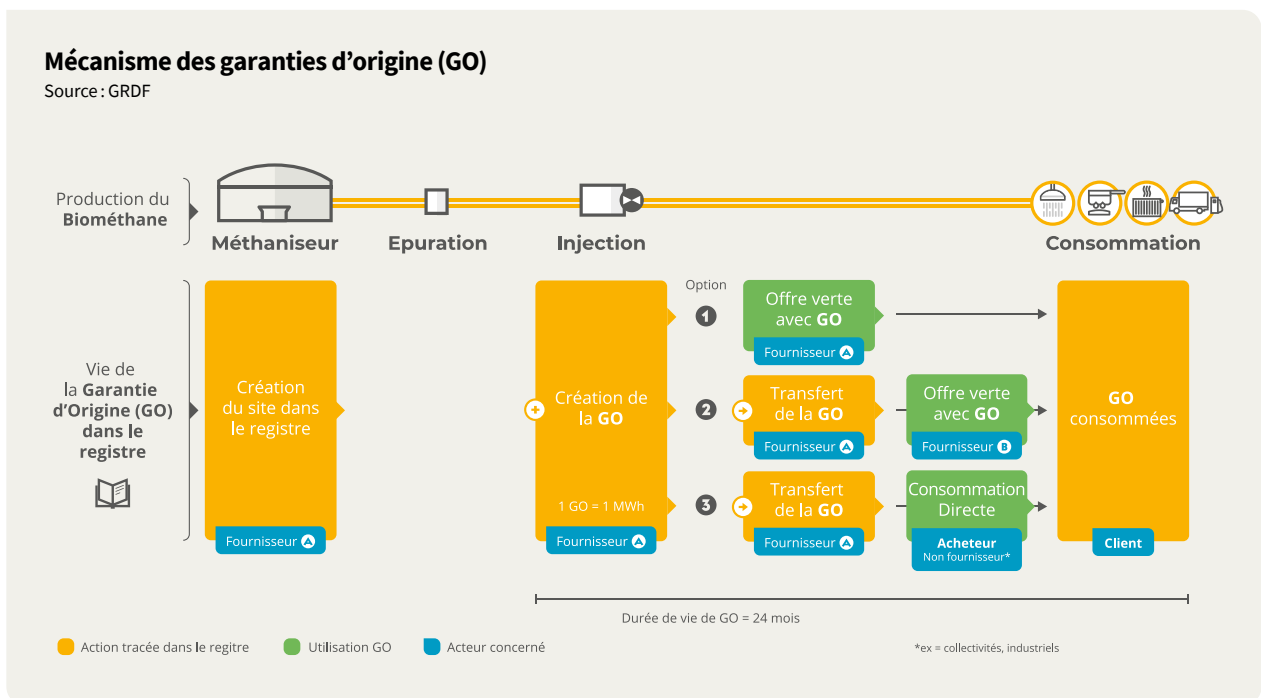 Mécanisme des garanties d’origine (GO)
Source : GRDF
Production du
Biométhane
Méthaniseur
Epuration
Injection
Consommation
Vie de
la Garantie
d’Origine (GO)
dans le
registre
Création
du site dans
le registre
Fournisseur A
Création de
la GO
1 GO = 1 MWh
Fournisseur A
Option
1
Offre verte
avec GO
Fournisseur A
2
Transfert
de la GO
Fournisseur A
Offre verte
avec GO
Fournisseur B
3
Transfert
de la GO
Fournisseur A
Consommation
Directe
Acheteur
Non fournisseur*
GO
consommées
Client
Durée de vie de GO = 24 mois
Action tracée dans le regitre
Utilisation GO
Acteur concerné
*ex = collectivités, industriels